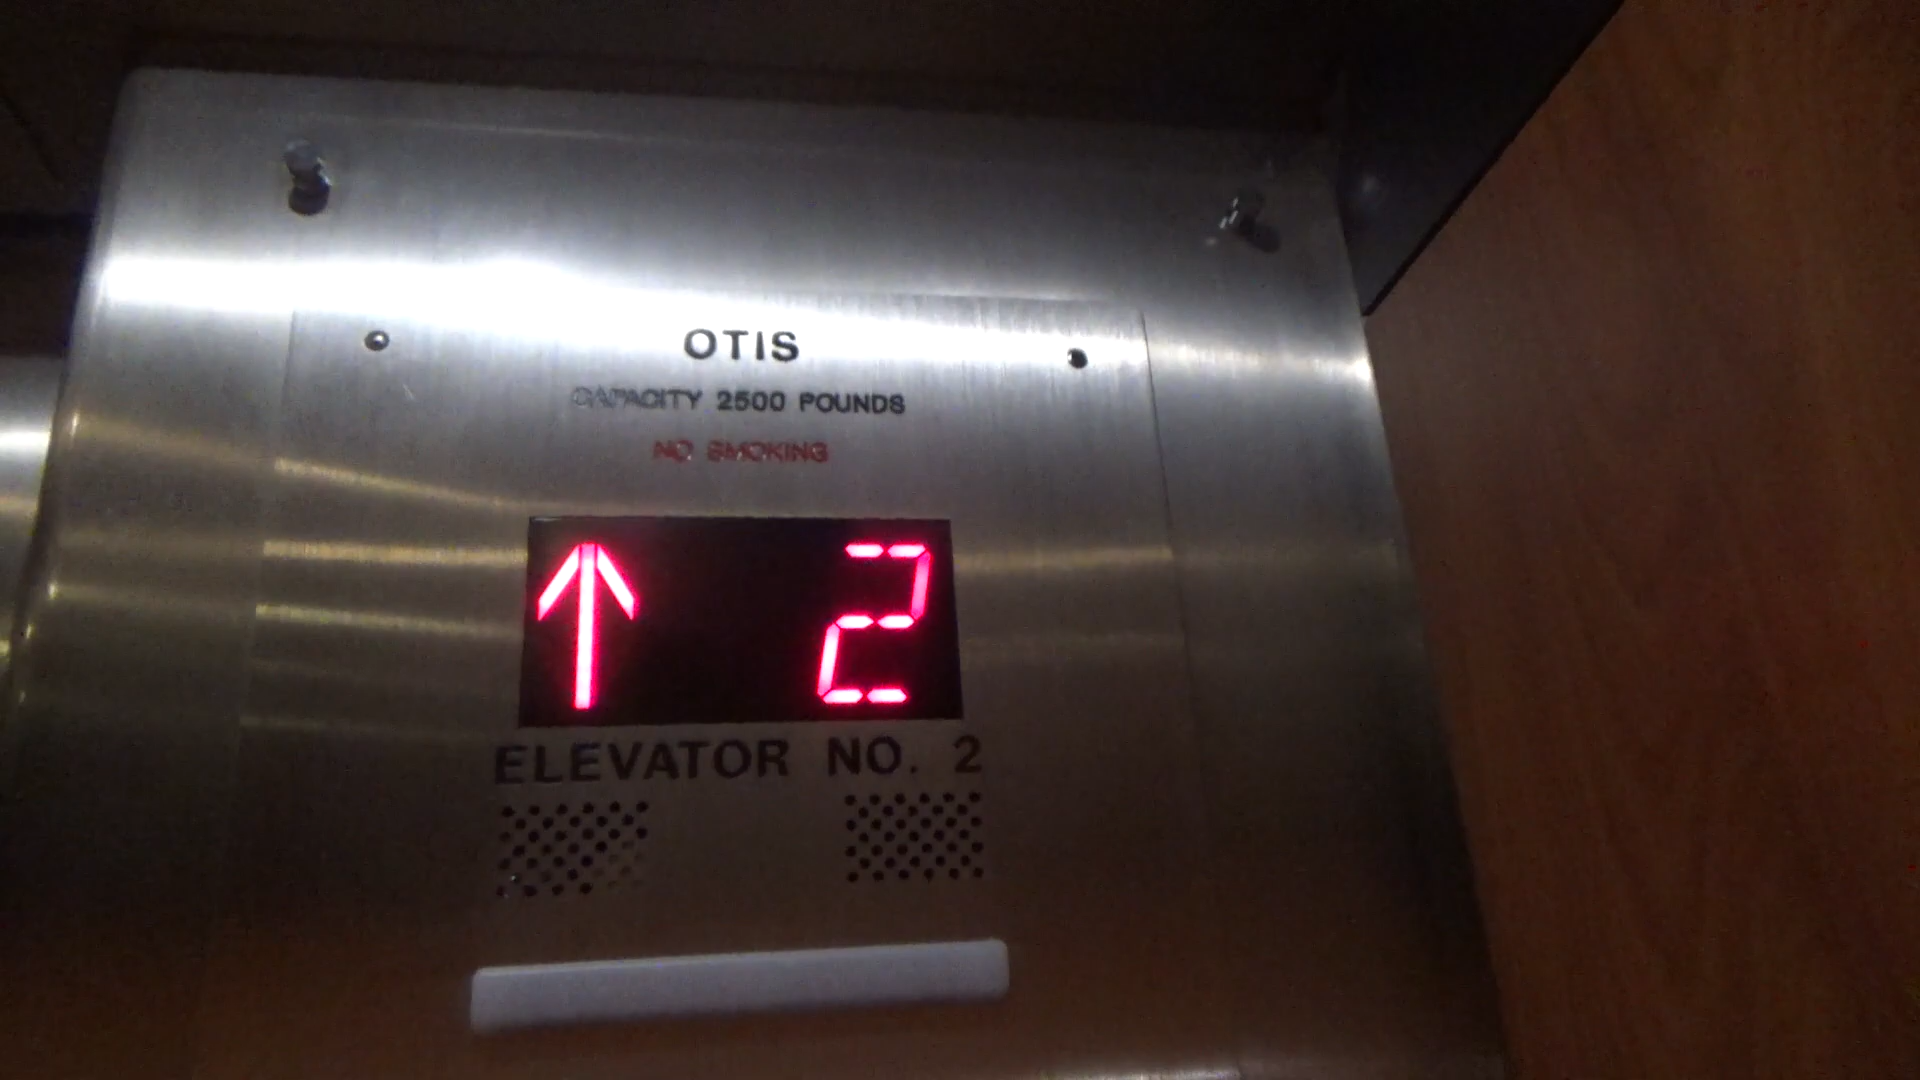 OTIS
CAPACITY 2500 POUNDS
NO SMOKING
↑ 2
ELEVATOR NO. 2